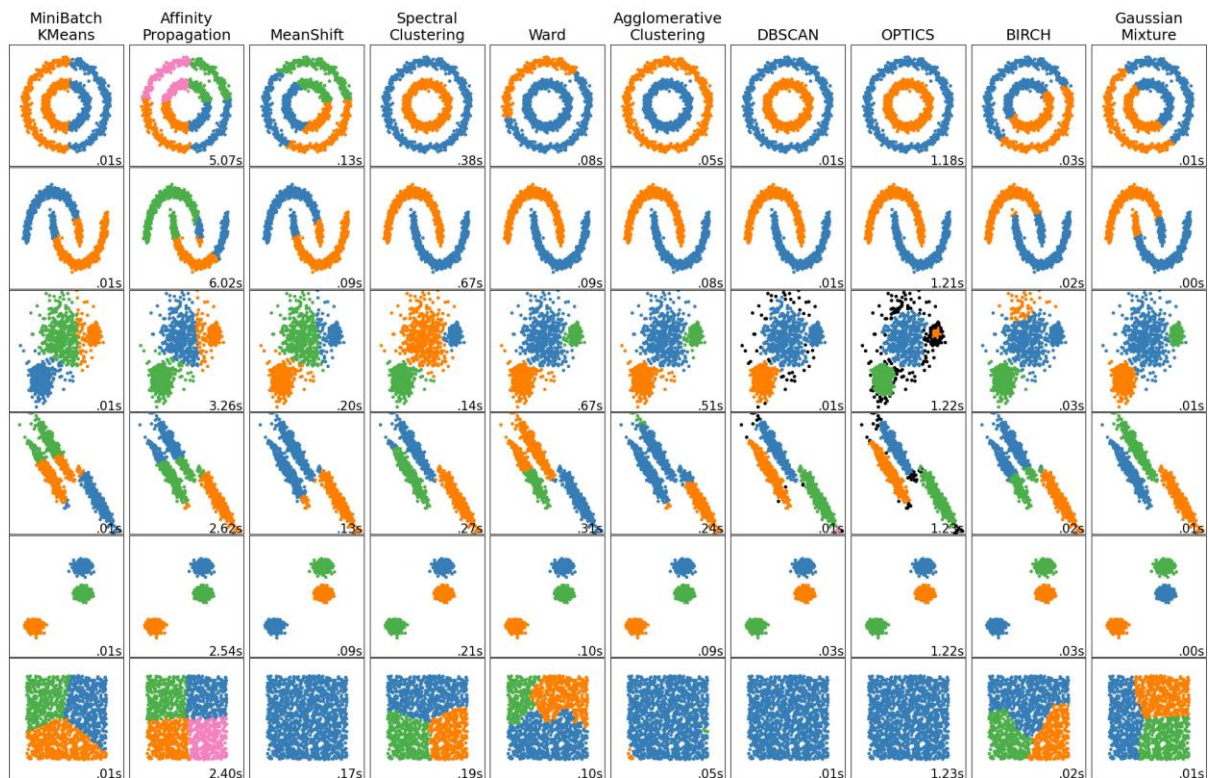 MiniBatch
KMeans
Affinity
Propagation
MeanShift
Spectral
Clustering
Ward
Agglomerative
Clustering
DBSCAN
OPTICS
BIRCH
Gaussian
Mixture
.01s
5.07s
.13s
.38s
.08s
.05s
.01s
1.18s
.03s
.01s
.01s
6.02s
.09s
.67s
.09s
.08s
.01s
1.21s
.02s
.00s
.01s
3.26s
.20s
.14s
.67s
.51s
.01s
1.22s
.03s
.01s
.01s
2.62s
.13s
.27s
.31s
.24s
.01s
1.23s
.02s
.01s
.01s
2.54s
.09s
.21s
.10s
.09s
.03s
1.22s
.03s
.00s
.01s
2.40s
.17s
.19s
.10s
.05s
.01s
1.23s
.01s
.01s